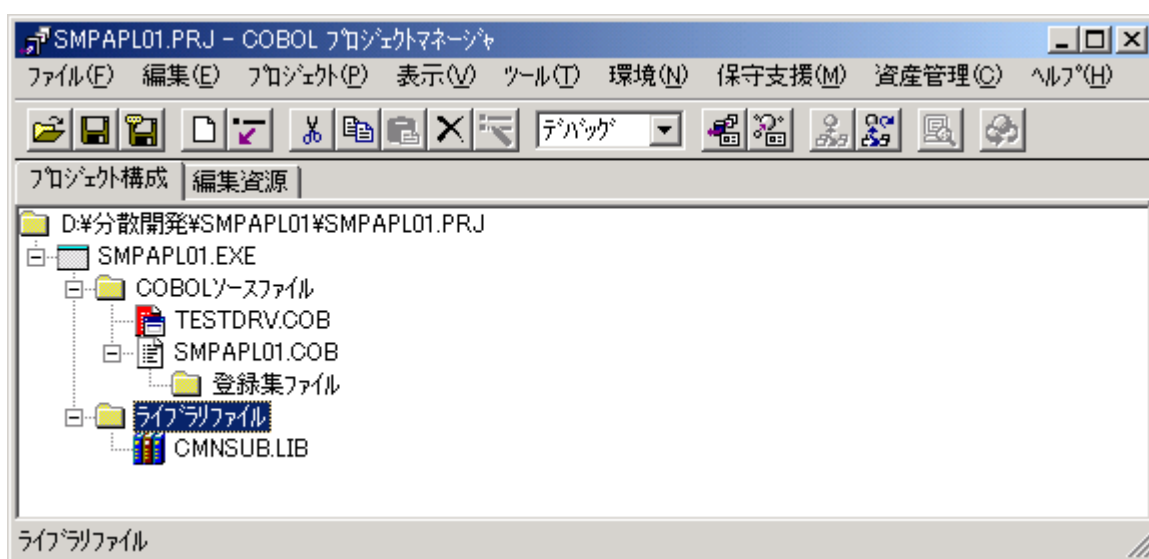 SMPAPL01.PRJ - COBOL ﾌﾟﾛｼﾞｪｸﾄﾏﾈｰｼﾞｬ
ﾌｧｲﾙ(F) 編集(E) ﾌﾟﾛｼﾞｪｸﾄ(P) 表示(V) ﾂｰﾙ(T) 環境(N) 保守支援(M) 資産管理(C) ﾍﾙﾌﾟ(H)
ﾃﾞﾊﾞｯｸﾞ
ﾌﾟﾛｼﾞｪｸﾄ構成 編集資源
D:¥分散開発¥SMPAPL01¥SMPAPL01.PRJ
SMPAPL01.EXE
COBOLｿｰｽﾌｧｲﾙ
TESTDRV.COB
SMPAPL01.COB
登録集ﾌｧｲﾙ
ﾗｲﾌﾞﾗﾘﾌｧｲﾙ
CMNSUB.LIB
ﾗｲﾌﾞﾗﾘﾌｧｲﾙ